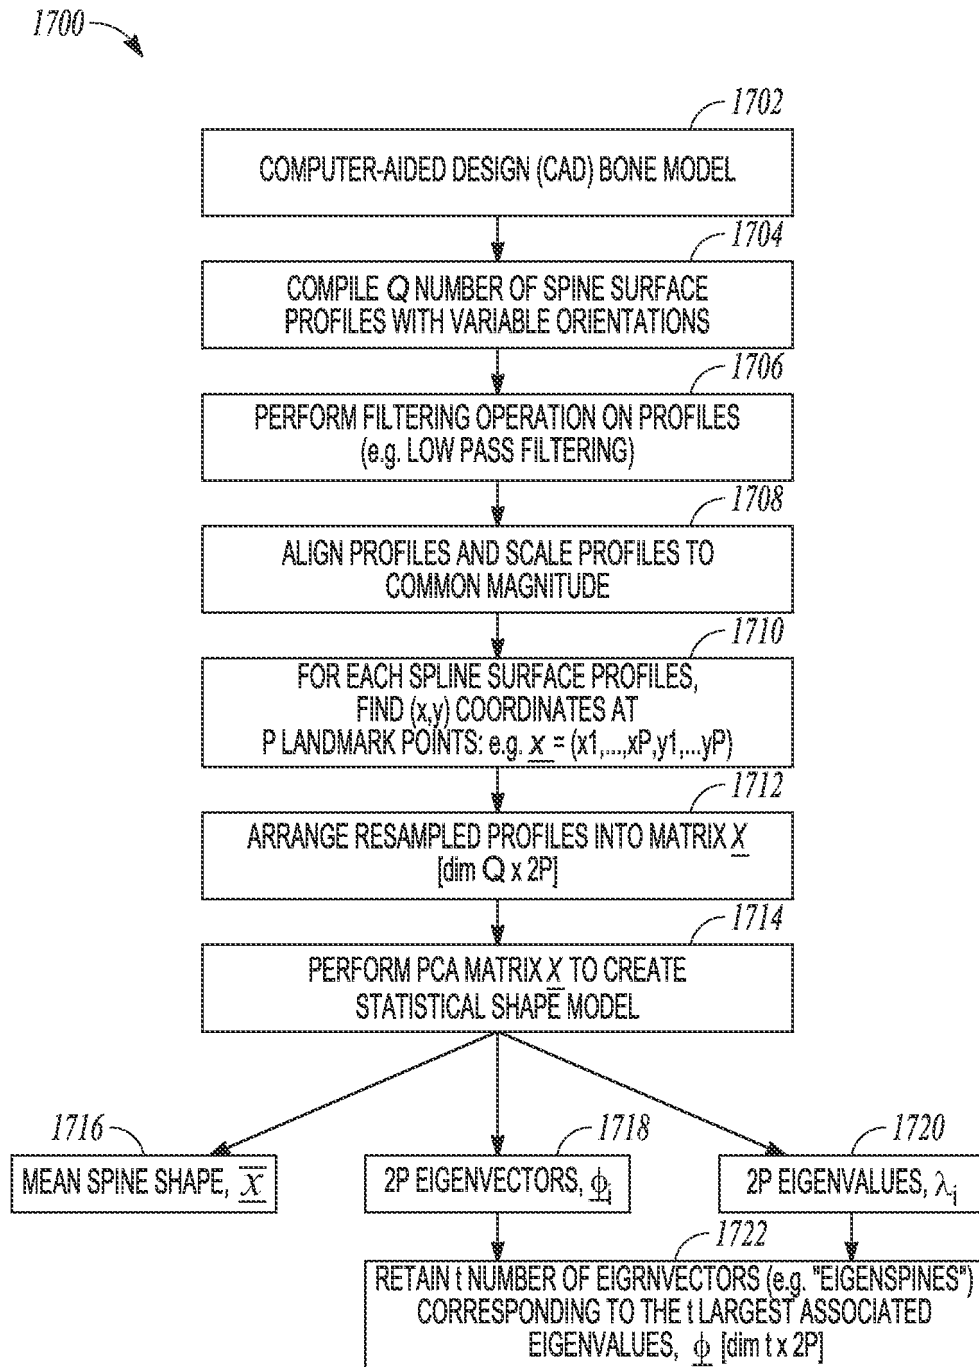 1700
1702
COMPUTER-AIDED DESIGN (CAD) BONE MODEL
1704
COMPILE Q NUMBER OF SPINE SURFACE
PROFILES WITH VARIABLE ORIENTATIONS
1706
PERFORM FILTERING OPERATION ON PROFILES
(e.g. LOW PASS FILTERING)
1708
ALIGN PROFILES AND SCALE PROFILES TO
COMMON MAGNITUDE
1710
FOR EACH SPLINE SURFACE PROFILES,
FIND (x,y) COORDINATES AT
P LANDMARK POINTS: e.g. x = (x1,...,xP,y1,...yP)
1712
ARRANGE RESAMPLED PROFILES INTO MATRIX X
[dim Q x 2P]
1714
PERFORM PCA MATRIX X TO CREATE
STATISTICAL SHAPE MODEL
1716
MEAN SPINE SHAPE, x̅
1718
2P EIGENVECTORS, ϕi
1720
2P EIGENVALUES, λi
1722
RETAIN t NUMBER OF EIGRNVECTORS (e.g. "EIGENSPINES")
CORRESPONDING TO THE t LARGEST ASSOCIATED
EIGENVALUES, ϕ [dim t x 2P]